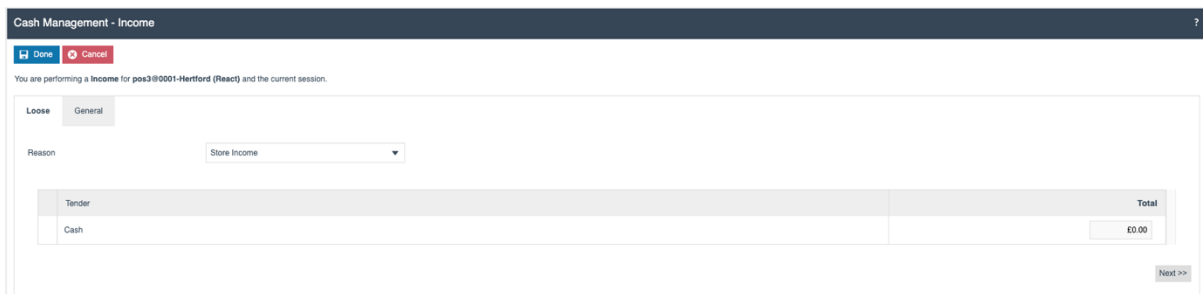 Cash Management - Income ?
Done Cancel
You are performing a Income for pos3@0001-Hertford (React) and the current session.
Loose General
Reason Store Income
Tender Total
Cash £0.00
Next >>